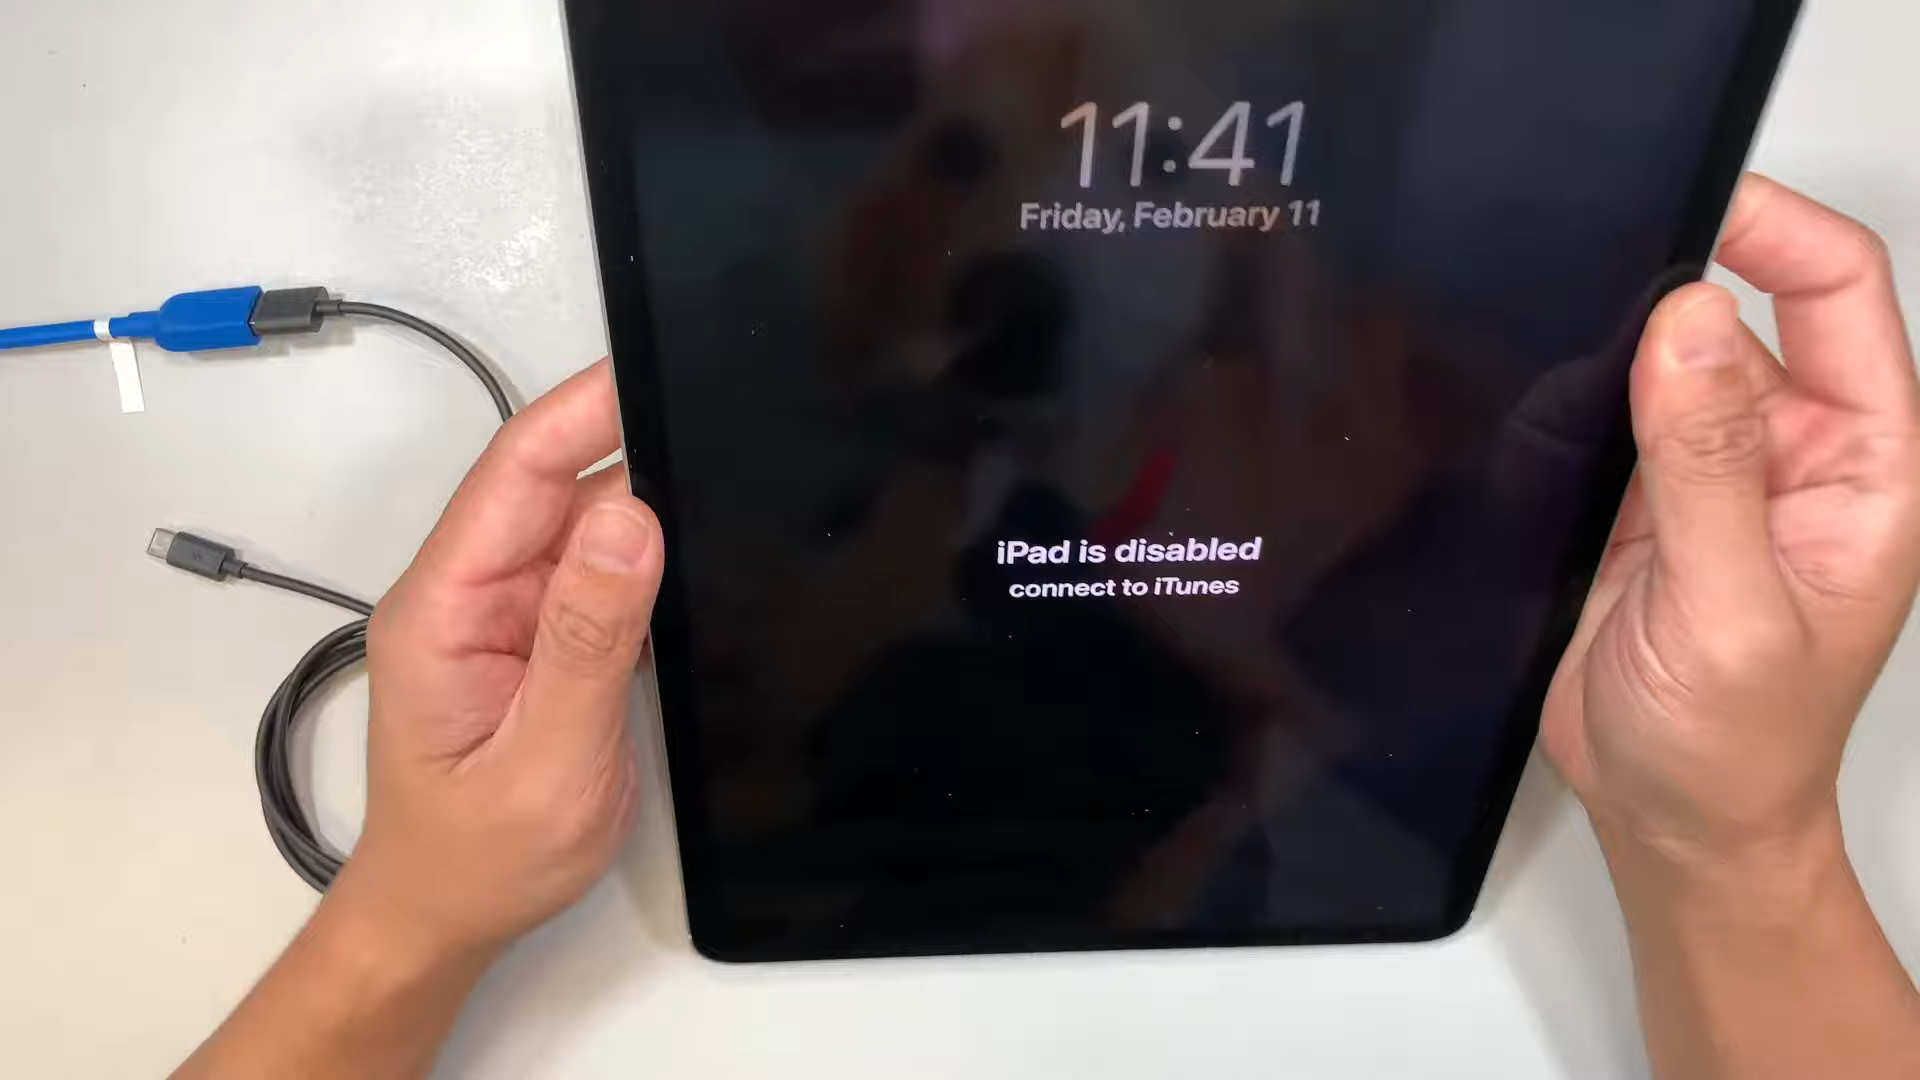 11:41
Friday, February 11
iPad is disabled
connect to iTunes